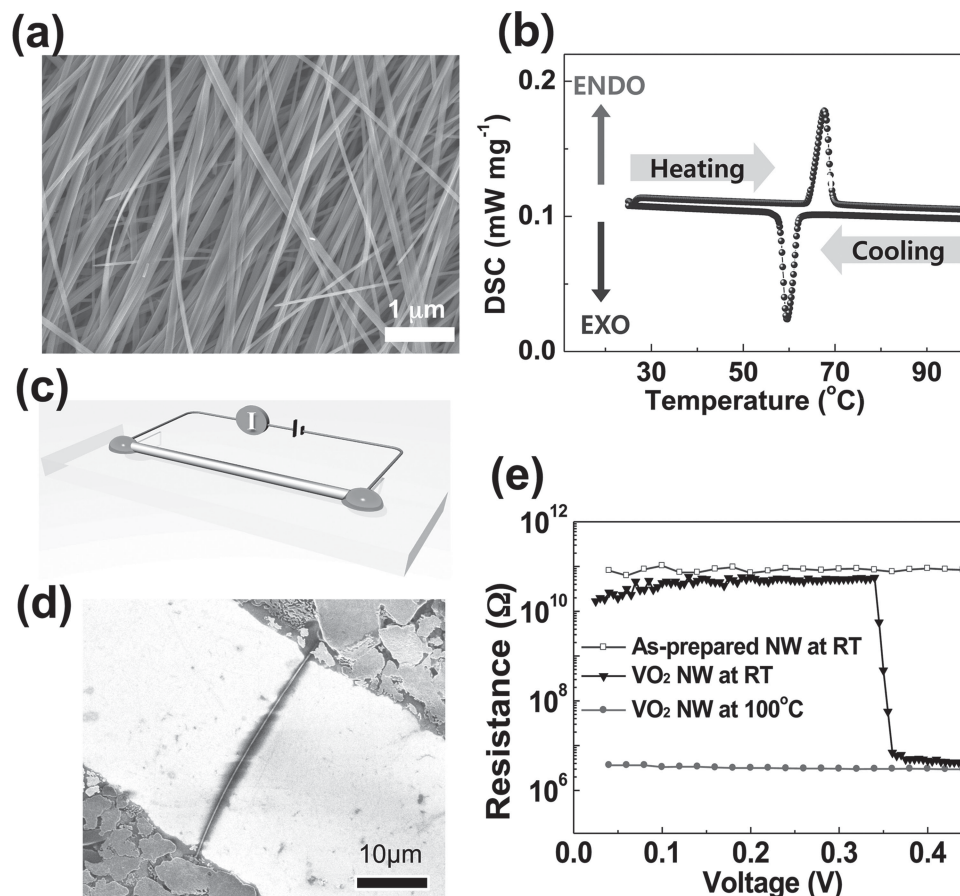 (a)
1 µm
(b)
DSC (mW mg⁻¹)
0.2
0.1
0.0
ENDO
EXO
Heating
Cooling
30 50 70 90
Temperature (°C)
(c)
I
(d)
10µm
(e)
Resistance (Ω)
10¹²
10¹⁰
10⁸
10⁶
As-prepared NW at RT
VO₂ NW at RT
VO₂ NW at 100°C
0.0 0.1 0.2 0.3 0.4
Voltage (V)